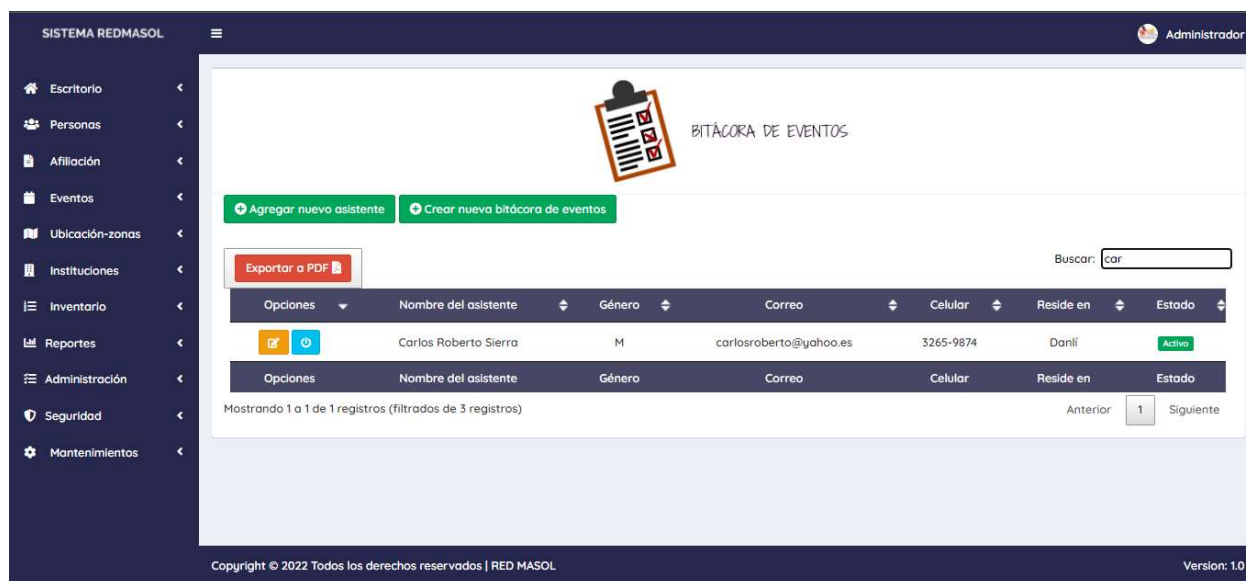 SISTEMA REDMASOL
Administrador
Escritorio
Personas
Afiliación
Eventos
Ubicación-zonas
Instituciones
Inventario
Reportes
Administración
Seguridad
Mantenimientos
BITÁCORA DE EVENTOS
Agregar nuevo asistente Crear nueva bitácora de eventos
Exportar a PDF
Buscar: car
Opciones Nombre del asistente Género Correo Celular Reside en Estado
Carlos Roberto Sierra M carlosroberto@yahoo.es 3265-9874 Danlí Activo
Opciones Nombre del asistente Género Correo Celular Reside en Estado
Mostrando 1 a 1 de 1 registros (filtrados de 3 registros) Anterior 1 Siguiente
Copyright © 2022 Todos los derechos reservados | RED MASOL Version: 1.0